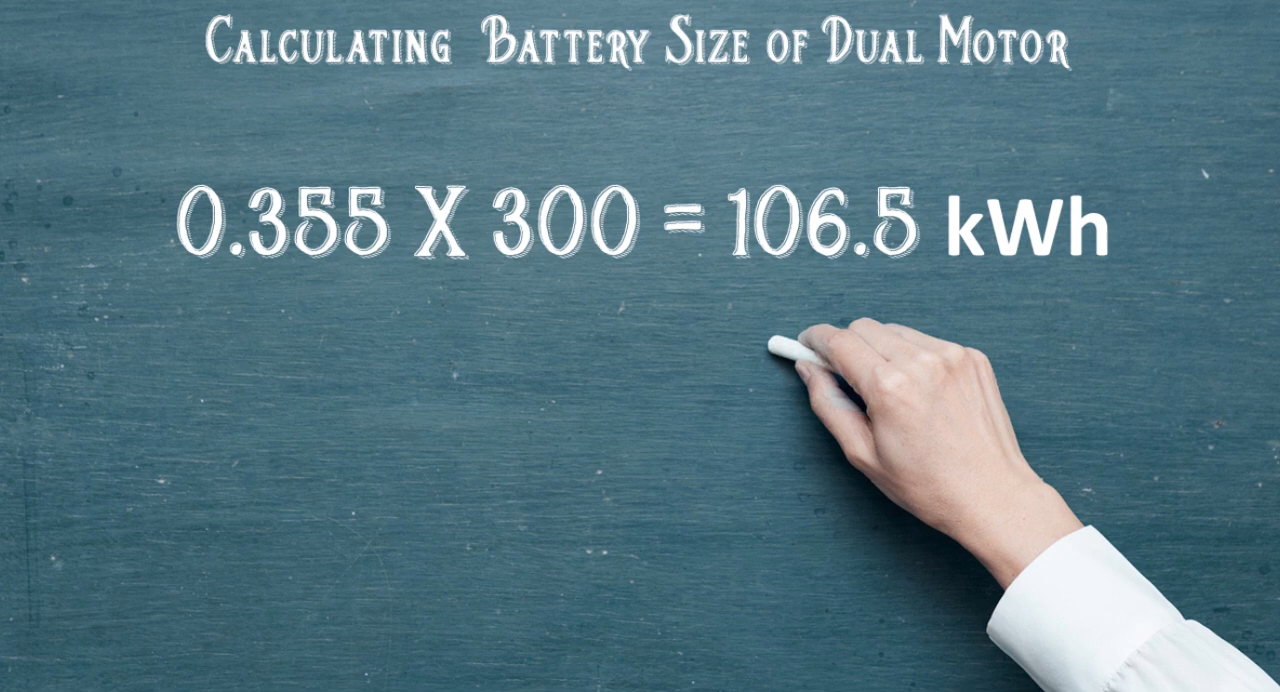 Calculating Battery Size of Dual Motor
0.355 X 300 = 106.5 kWh